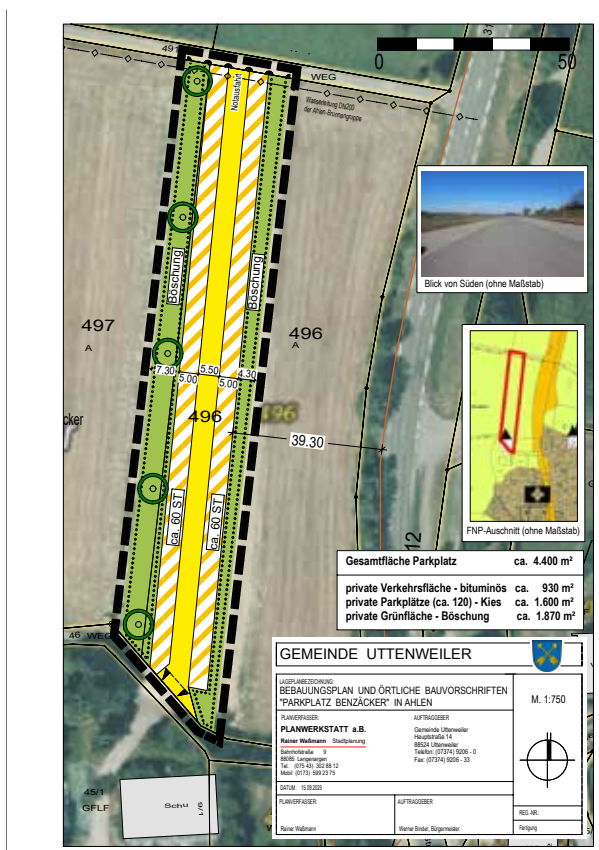 491
31
0
50
WEG
Notausfahrt
Wasserleitung DN200
der Ahlen-Brunnengruppe
Böschung
Böschung
Blick von Süden (ohne Maßstab)
497
A
496
A
7.30
5.00
5.50
5.00
4.30
496
496
cker
39.30
ca. 60 ST
ca. 60 ST
12
FNP-Auschnitt (ohne Maßstab)
Gesamtfläche Parkplatz ca. 4.400 m²
private Verkehrsfläche - bituminös ca. 930 m²
private Parkplätze (ca. 120) - Kies ca. 1.600 m²
private Grünfläche - Böschung ca. 1.870 m²
46 WEG
GEMEINDE UTTENWEILER
LAGEPLANBEZEICHNUNG:
BEBAUUNGSPLAN UND ÖRTLICHE BAUVORSCHRIFTEN
"PARKPLATZ BENZÄCKER" IN AHLEN
M. 1:750
PLANVERFASSER:
PLANWERKSTATT a.B.
Rainer Waßmann Stadtplanung
Bahnhofstraße 9
88085 Langenargen
Tel. (075 43) 302 88 12
Mobil (0173) 599 23 75
AUFTRAGGEBER
Gemeinde Uttenweiler
Hauptstraße 14
88524 Uttenweiler
Telefon: (07374) 9206 - 0
Fax: (07374) 9206 - 33
DATUM: 15.09.2025
PLANVERFASSER:
Rainer Waßmann
AUFTRAGGEBER:
Werner Binder, Bürgermeister
REG.-NR.:
Fertigung
45/1
GFLF
Schu
9/1